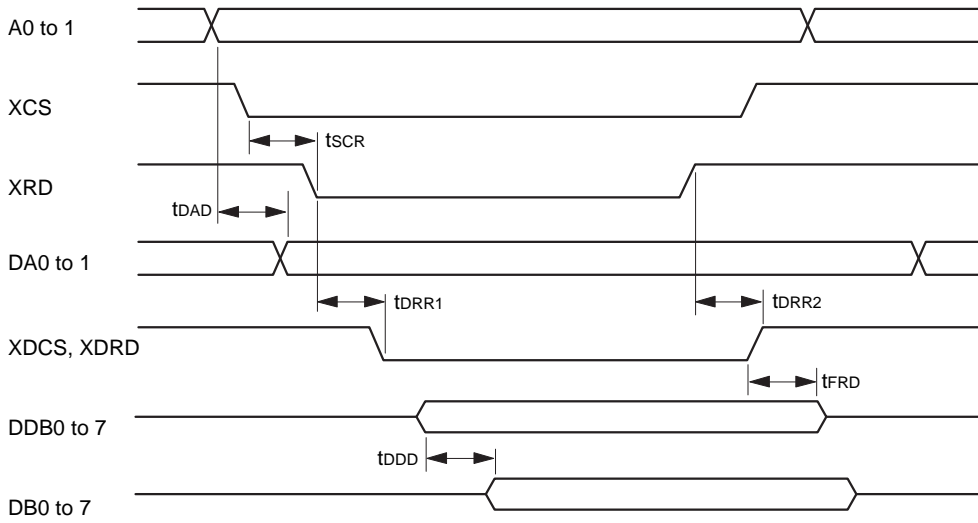 A0 to 1
XCS
tSCR
XRD
tDAD
DA0 to 1
tDRR1
tDRR2
XDCS, XDRD
tFRD
DDB0 to 7
tDDD
DB0 to 7